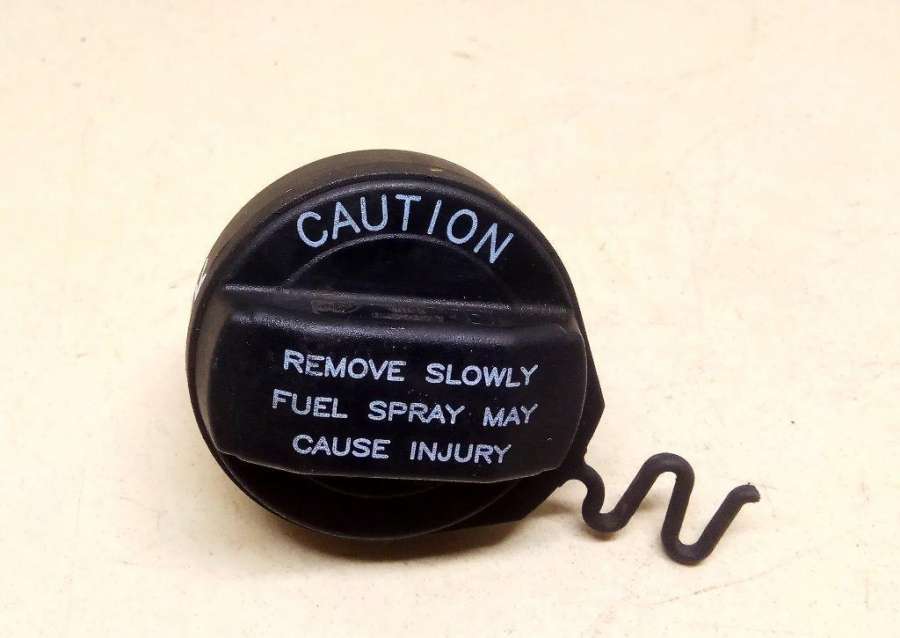 CAUTION
REMOVE SLOWLY
FUEL SPRAY MAY
CAUSE INJURY